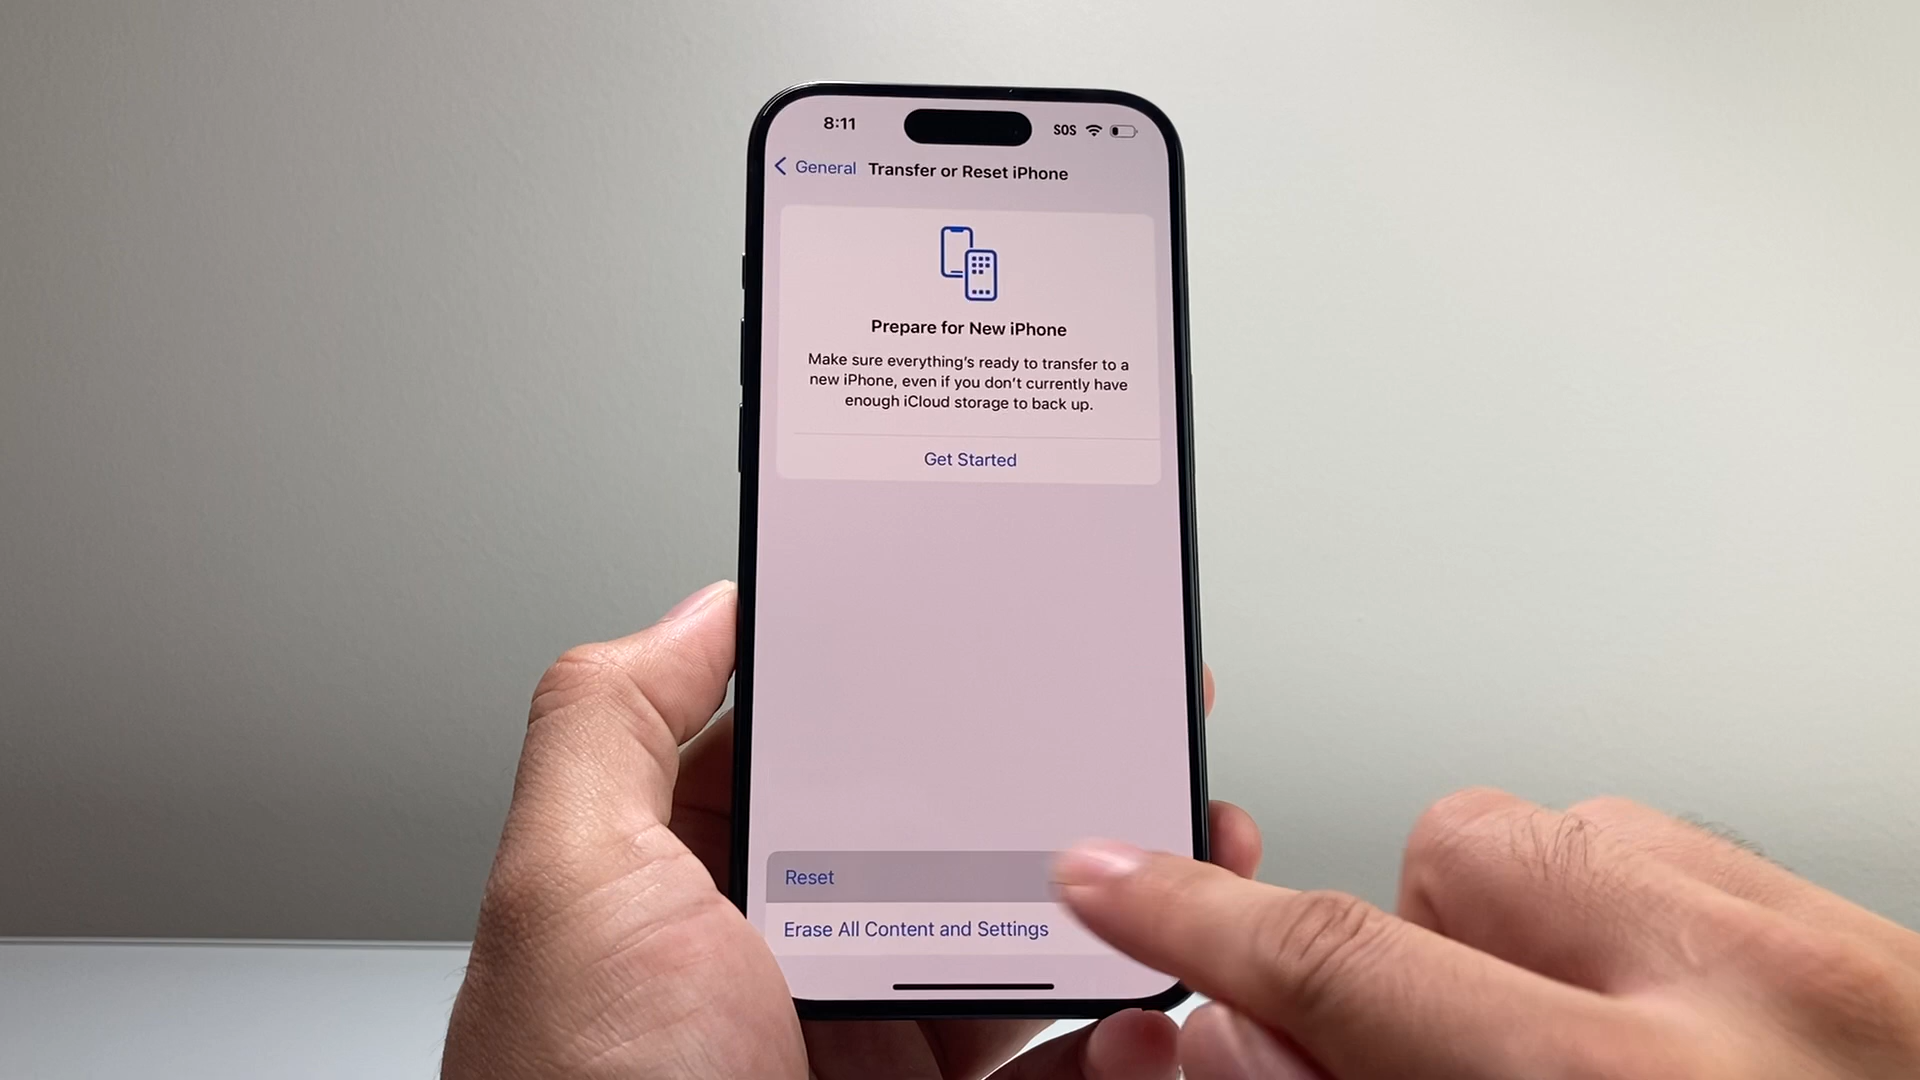 8:11
SOS
General
Transfer or Reset iPhone
Prepare for New iPhone
Make sure everything's ready to transfer to a
new iPhone, even if you don't currently have
enough iCloud storage to back up.
Get Started
Reset
Erase All Content and Settings